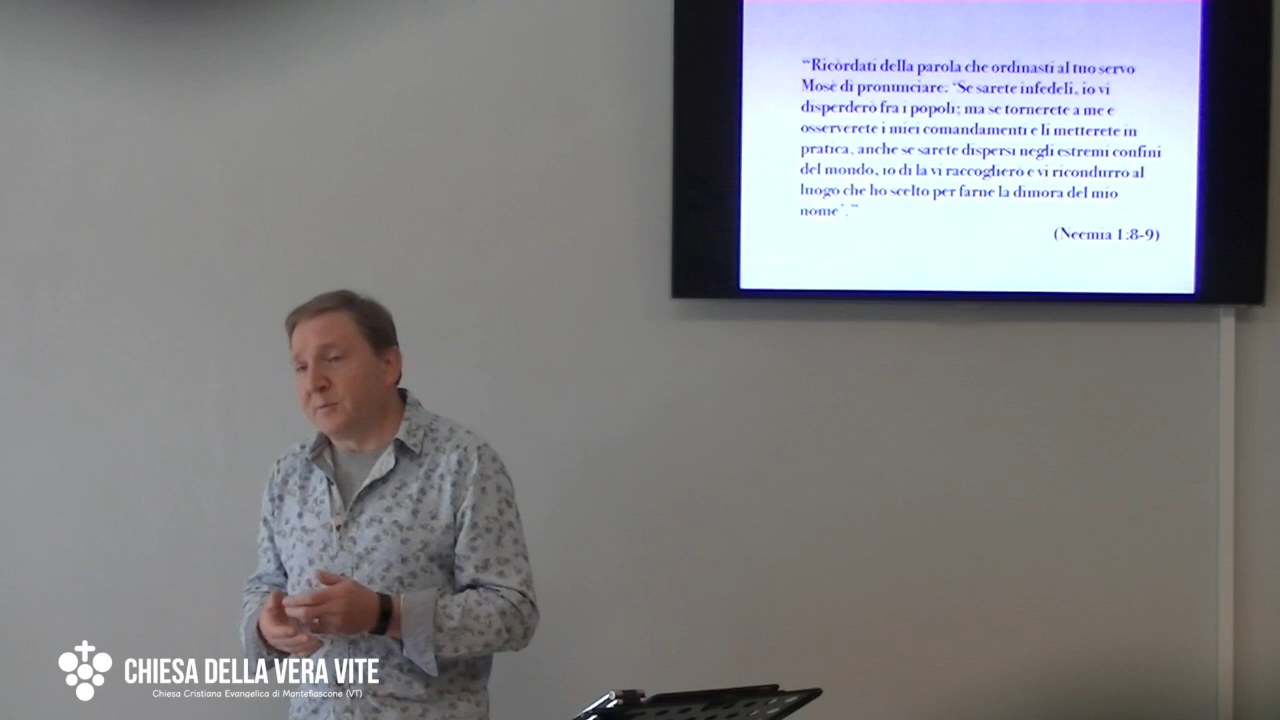 “‘Ricordati della parola che ordinasti al tuo servo
Mosè di pronunciare: “Se sarete infedeli, io vi
disperderò fra i popoli; ma se tornerete a me e
osserverete i miei comandamenti e li metterete in
pratica, anche se sarete dispersi negli estremi confini
del mondo, io di là vi raccoglierò e vi ricondurrò al
luogo che ho scelto per farne la dimora del mio
nome’.”
(Neemia 1:8-9)
CHIESA DELLA VERA VITE
Chiesa Cristiana Evangelica di Montefiascone (VT)